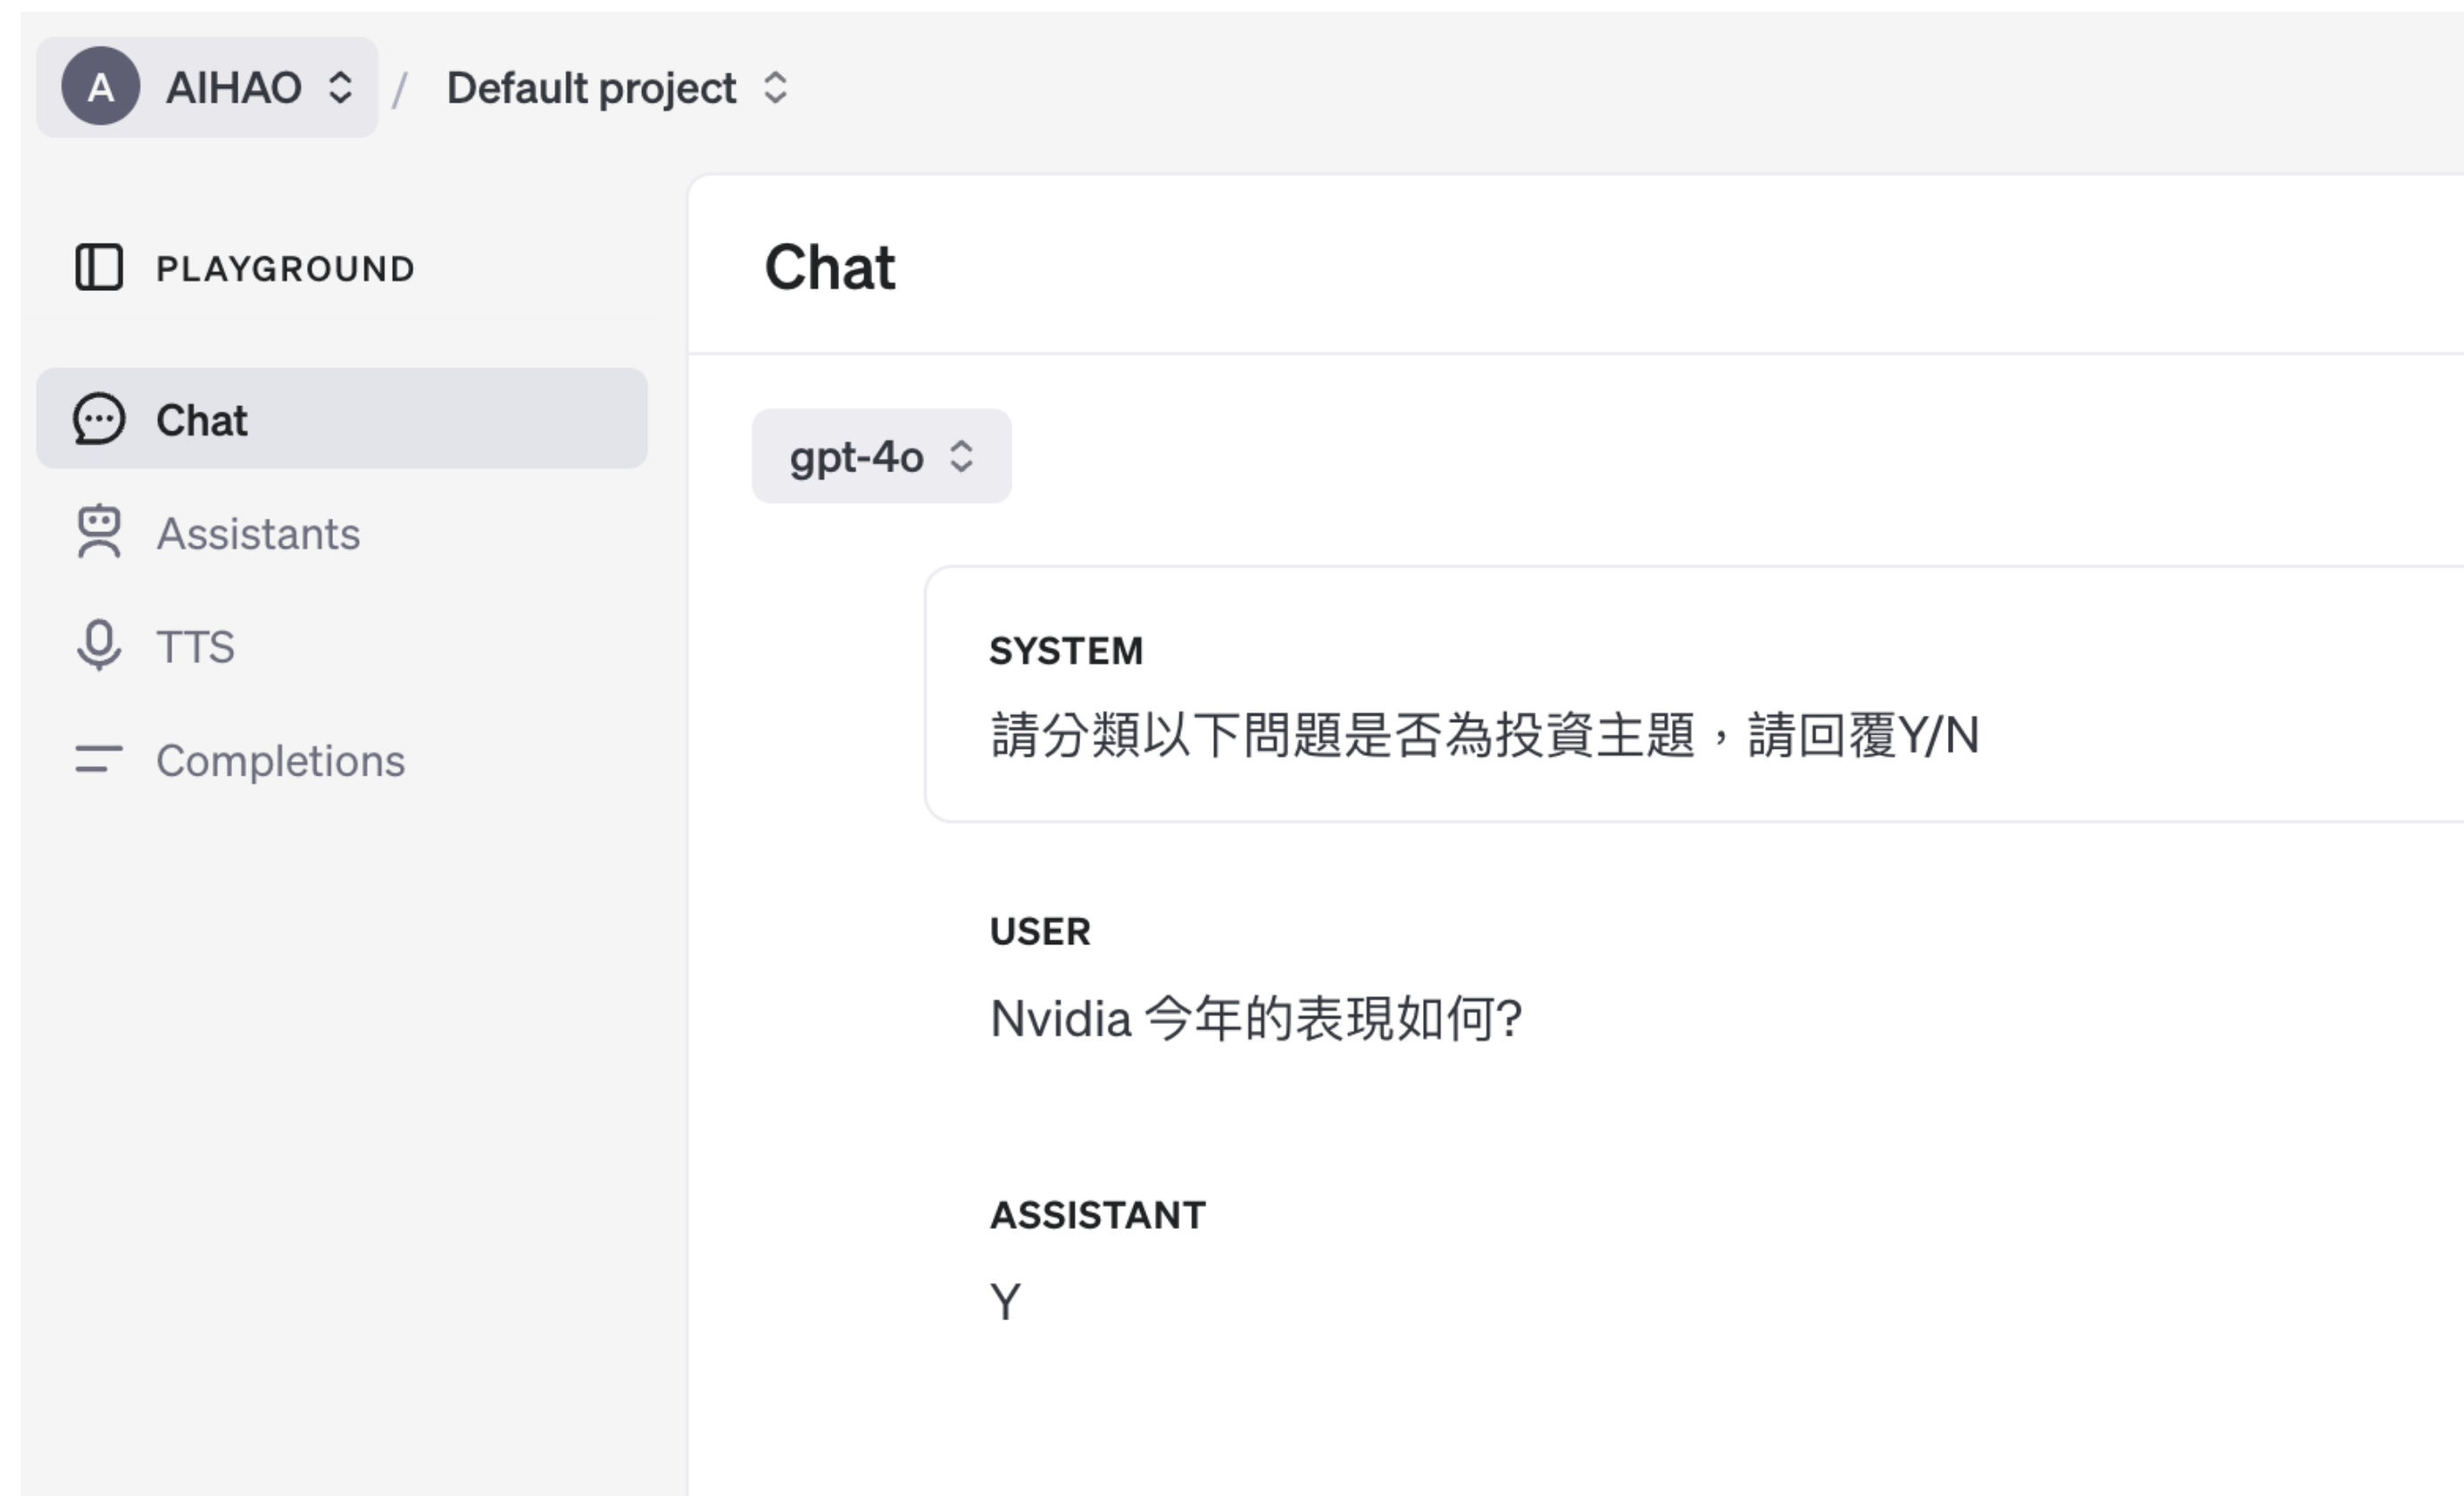 A AIHAO / Default project
PLAYGROUND
Chat
Assistants
TTS
Completions
Chat
gpt-4o
SYSTEM
請分類以下問題是否為投資主題，請回覆Y/N
USER
Nvidia 今年的表現如何?
ASSISTANT
Y